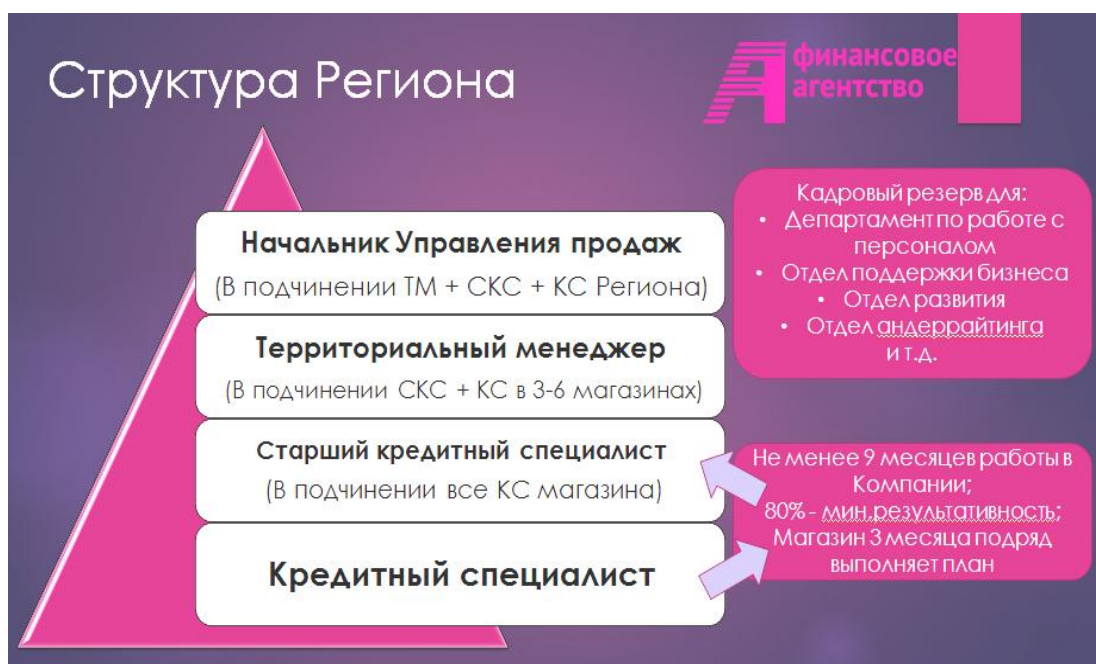 Структура Региона
финансовое
агентство
Начальник Управления продаж
(В подчинении ТМ + СКС + КС Региона)
Территориальный менеджер
(В подчинении СКС + КС в 3-6 магазинах)
Старший кредитный специалист
(В подчинении все КС магазина)
Кредитный специалист
Кадровый резерв для:
• Департамент по работе с
персоналом
• Отдел поддержки бизнеса
• Отдел развития
• Отдел андеррайтинга
и т.д.
Не менее 9 месяцев работы в
Компании;
80% - мин.результативность;
Магазин 3 месяца подряд
выполняет план